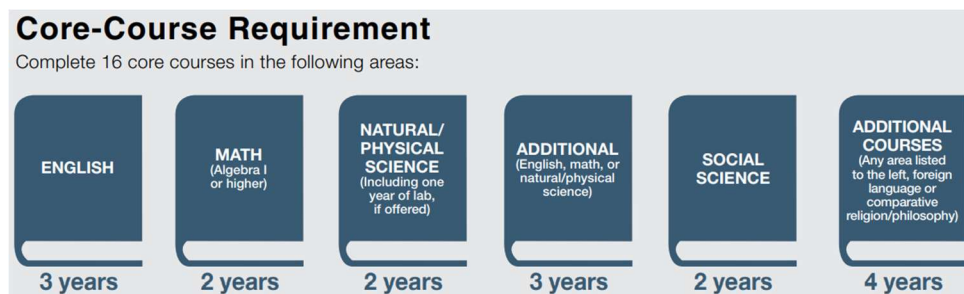 Core-Course Requirement
Complete 16 core courses in the following areas:
ENGLISH
3 years
MATH
(Algebra I
or higher)
2 years
NATURAL/
PHYSICAL
SCIENCE
(Including one
year of lab,
if offered)
2 years
ADDITIONAL
(English, math, or
natural/physical
science)
3 years
SOCIAL
SCIENCE
2 years
ADDITIONAL
COURSES
(Any area listed
to the left, foreign
language or
comparative
religion/philosophy)
4 years